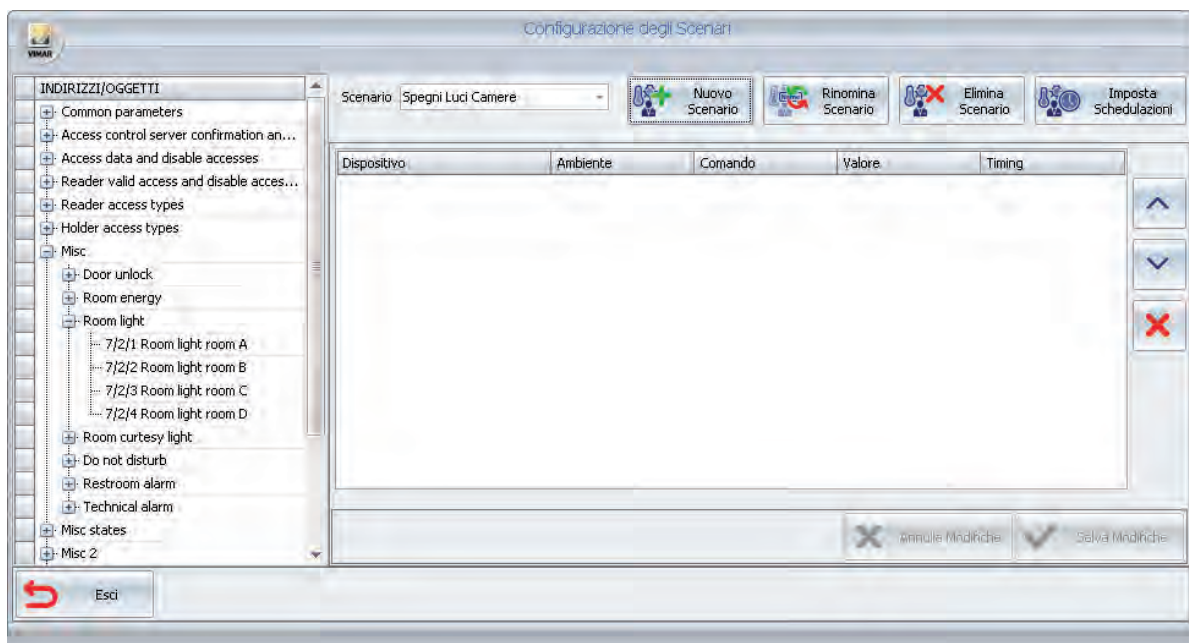 Configurazione degli Scenari
VIMAR
INDIRIZZI/OGGETTI
Common parameters
Access control server confirmation an...
Access data and disable accesses
Reader valid access and disable acces...
Reader access types
Holder access types
Misc
Door unlock
Room energy
Room light
7/2/1 Room light room A
7/2/2 Room light room B
7/2/3 Room light room C
7/2/4 Room light room D
Room curtesy light
Do not disturb
Restroom alarm
Technical alarm
Misc states
Misc 2
Scenario Spegni Luci Camere
Nuovo
Scenario
Rinomina
Scenario
Elimina
Scenario
Imposta
Schedulazioni
Dispositivo Ambiente Comando Valore Timing
Annulla Modifiche Salva Modifiche
Esci